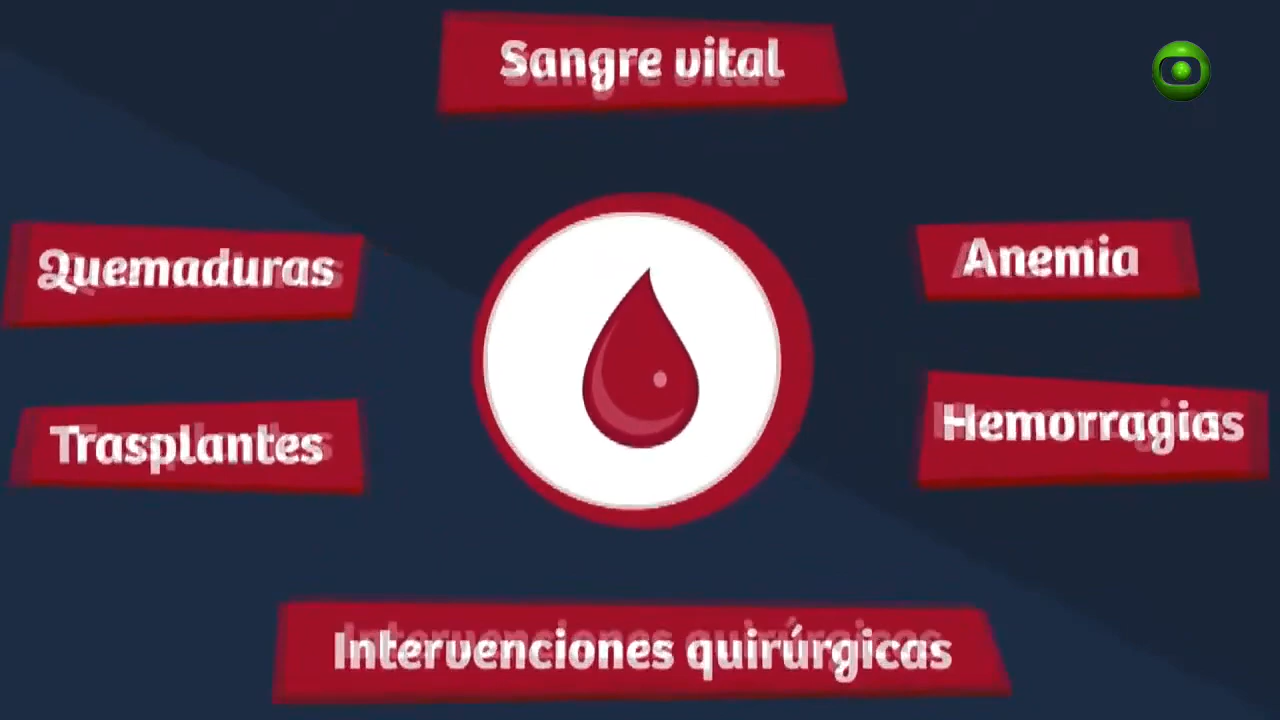 Sangre vital
Quemaduras
Anemia
Trasplantes
Hemorragias
Intervenciones quirúrgicas